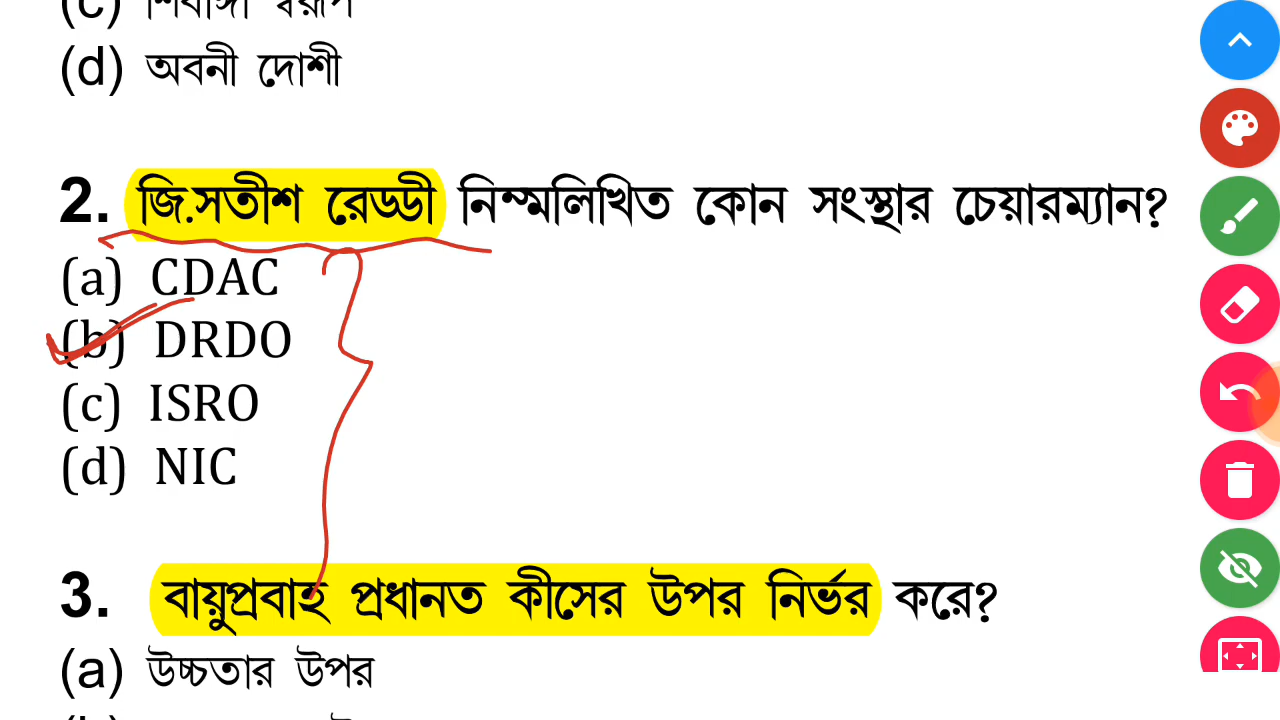 (c) শিবাঙ্গী স্বরূপ
(d) অবনী দোশী
2. জি.সতীশ রেড্ডী নিম্মলিখিত কোন সংস্থার চেয়ারম্যান?
(a) CDAC
(b) DRDO
(c) ISRO
(d) NIC
3. বায়ুপ্রবাহ প্রধানত কীসের উপর নির্ভর করে?
(a) উচ্চতার উপর